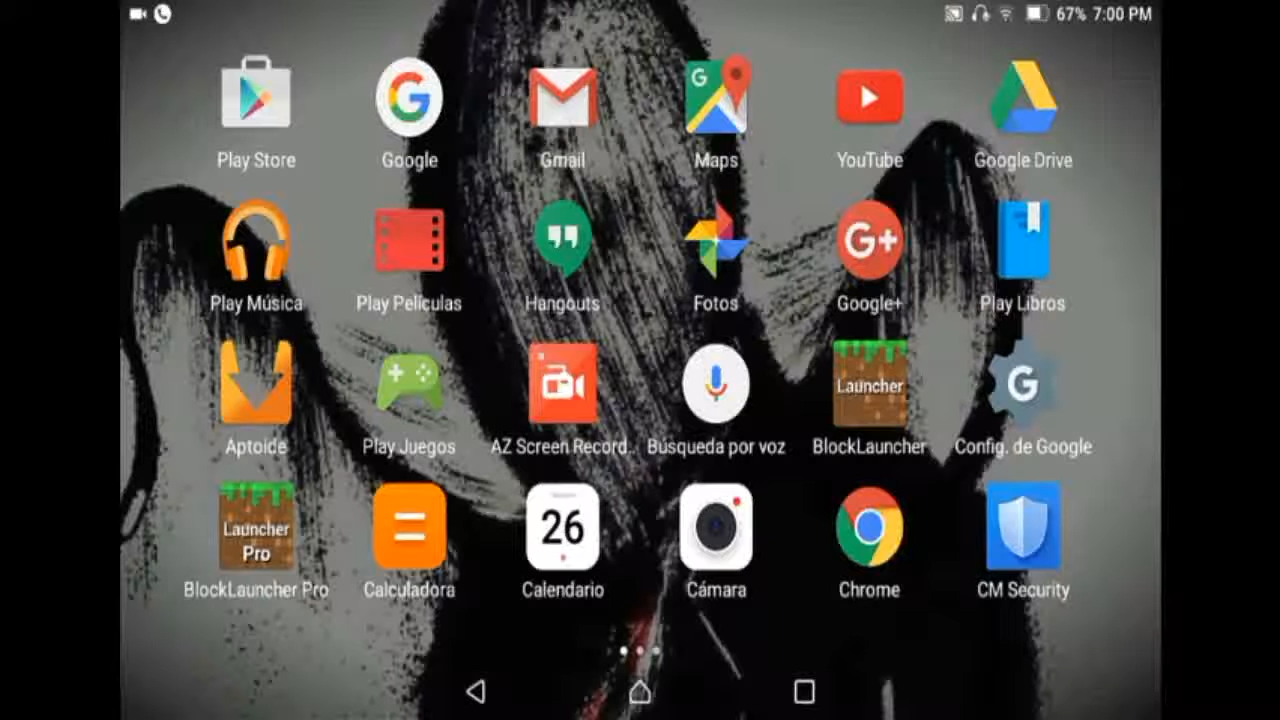 67% 7:00 PM
Play Store Google Gmail Maps YouTube Google Drive
G+
Play Música Play Películas Hangouts Fotos Google+ Play Libros
Launcher
Aptoide Play Juegos AZ Screen Record.. Búsqueda por voz BlockLauncher Config. de Google
Launcher
Pro
26
BlockLauncher Pro Calculadora Calendario Cámara Chrome CM Security